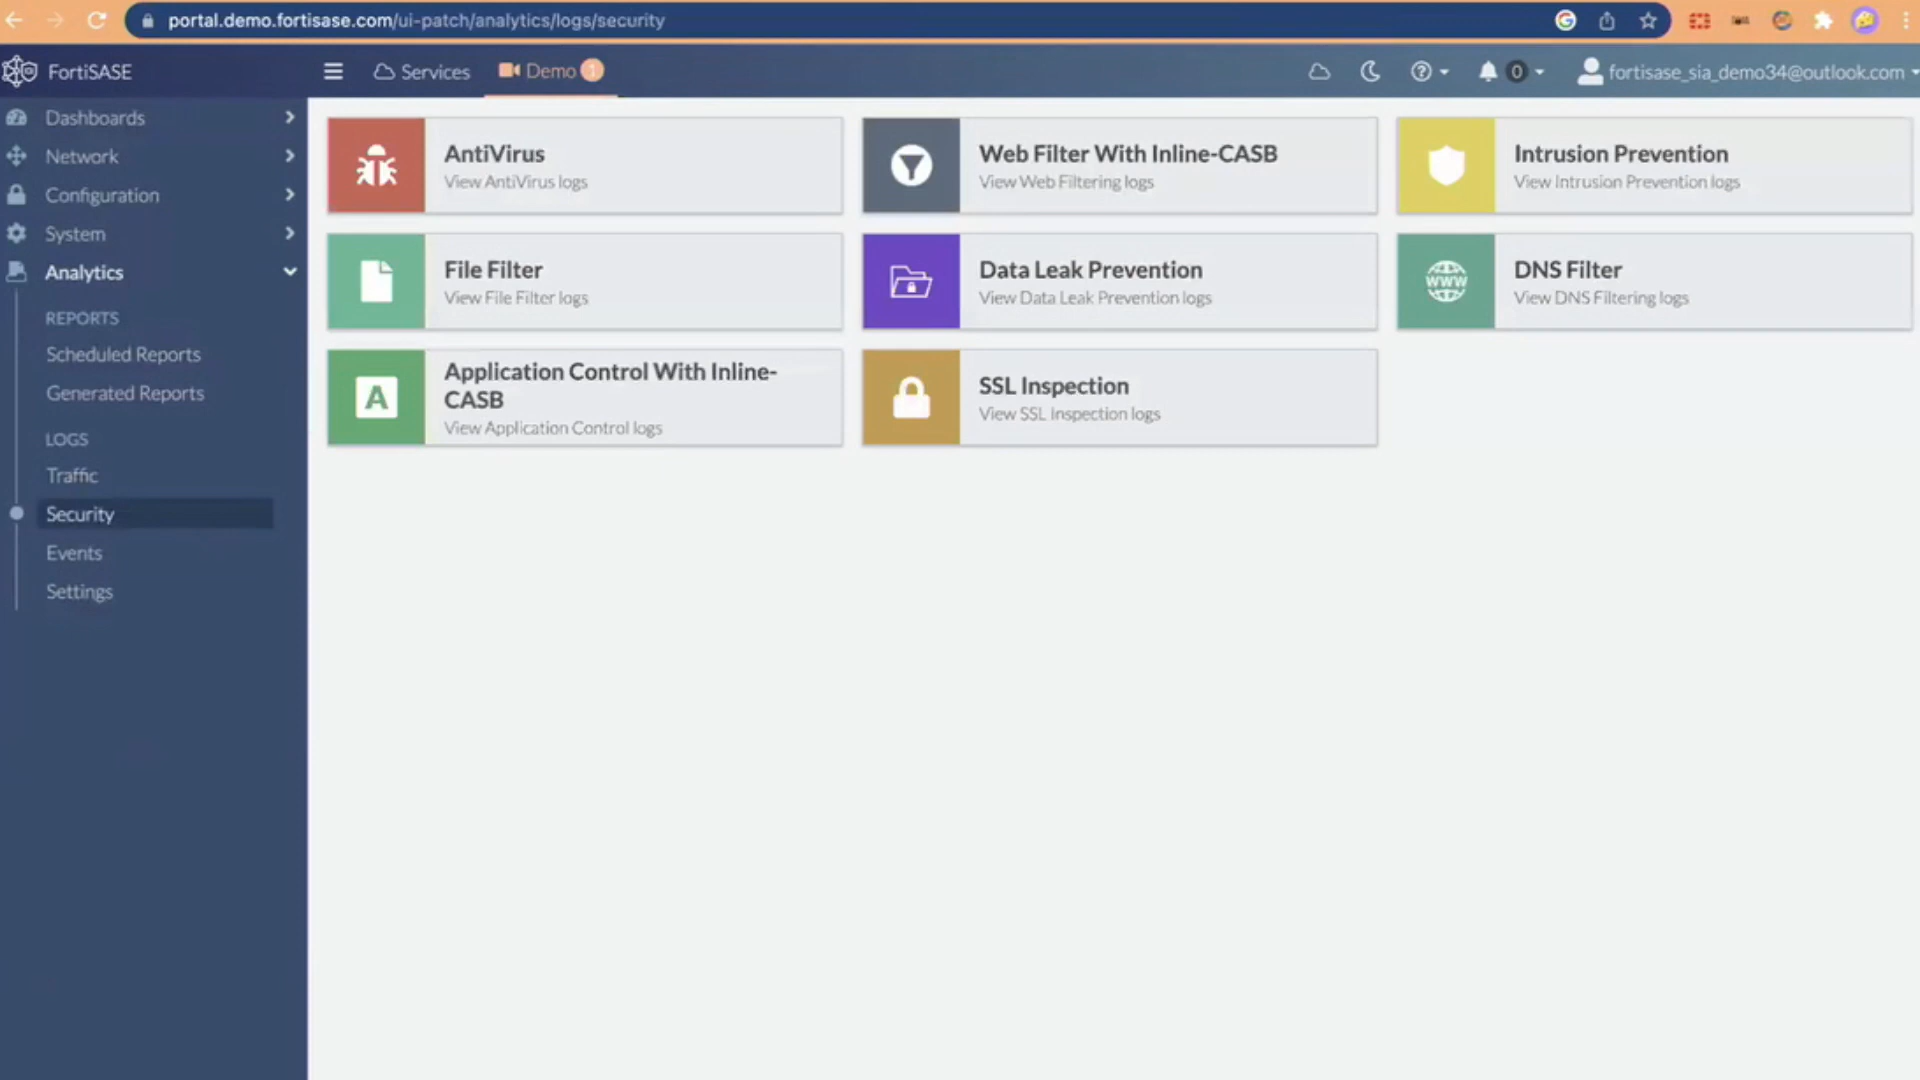 portal.demo.fortisase.com/ui-patch/analytics/logs/security
FortiSASE
Services
Demo 1
0
fortisase_sia_demo34@outlook.com
Dashboards
Network
Configuration
System
Analytics
REPORTS
Scheduled Reports
Generated Reports
LOGS
Traffic
Security
Events
Settings
AntiVirus
View AntiVirus logs
Web Filter With Inline-CASB
View Web Filtering logs
Intrusion Prevention
View Intrusion Prevention logs
File Filter
View File Filter logs
Data Leak Prevention
View Data Leak Prevention logs
WWW
DNS Filter
View DNS Filtering logs
A
Application Control With Inline-
CASB
View Application Control logs
SSL Inspection
View SSL Inspection logs